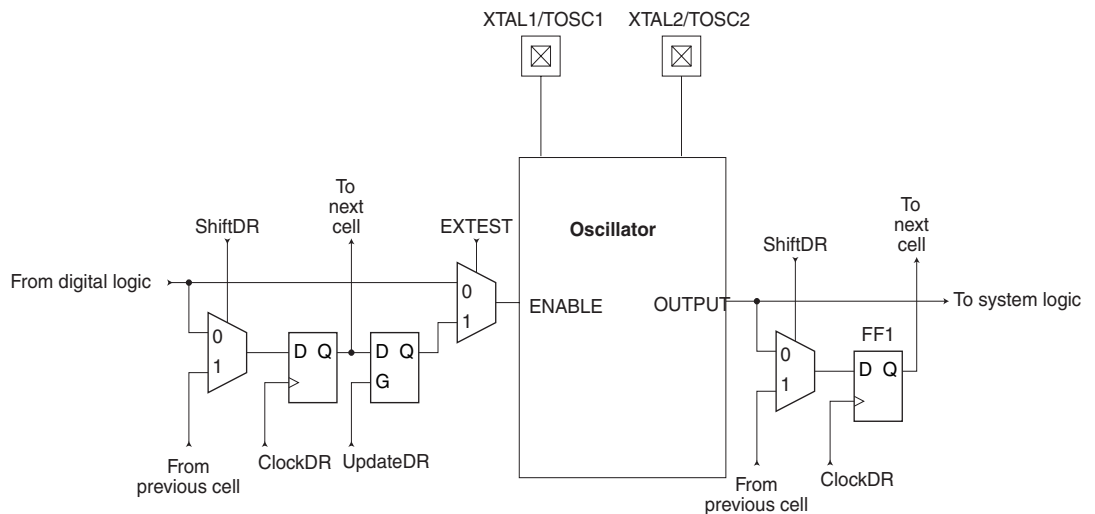 XTAL1/TOSC1
XTAL2/TOSC2
To
next
cell
ShiftDR
EXTEST
From digital logic
0
1
D Q
D Q
G
0
1
From
previous cell
ClockDR
UpdateDR
Oscillator
ENABLE
OUTPUT
To
next
cell
ShiftDR
To system logic
FF1
0
1
D Q
From
previous cell
ClockDR